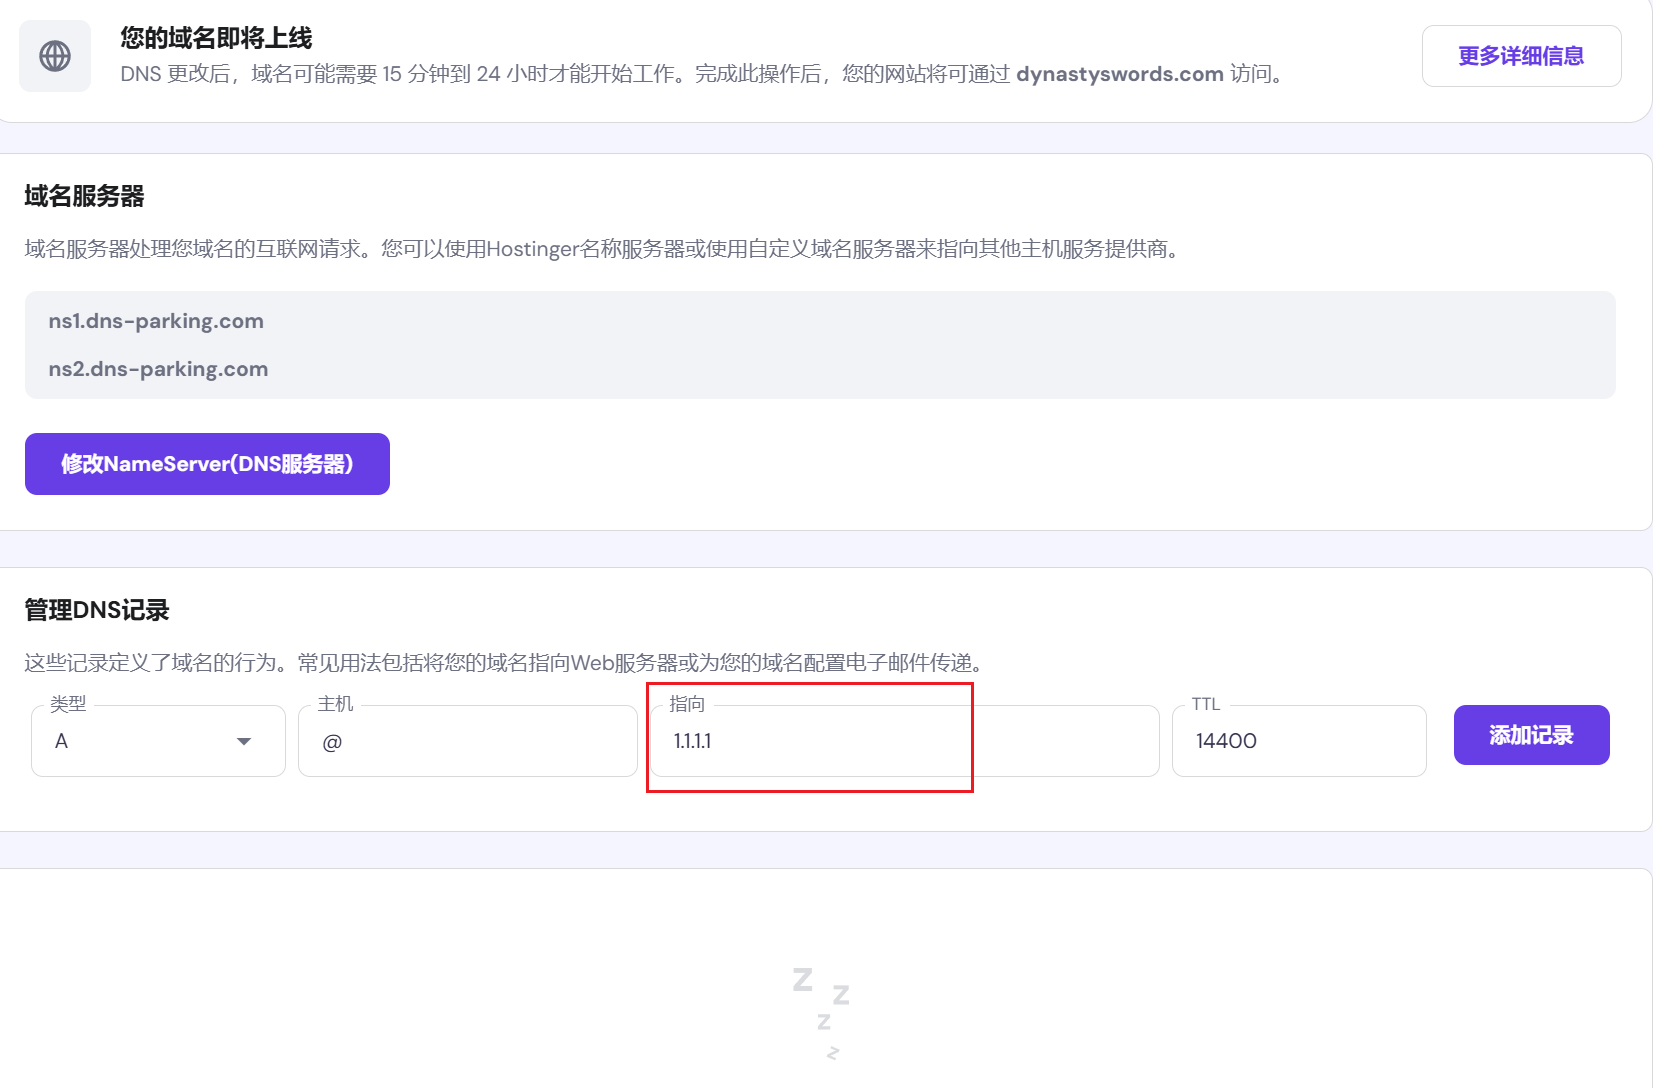 您的域名即将上线
DNS 更改后，域名可能需要 15 分钟到 24 小时才能开始工作。完成此操作后，您的网站将可通过 dynastyswords.com 访问。
更多详细信息
域名服务器
域名服务器处理您域名的互联网请求。您可以使用Hostinger名称服务器或使用自定义域名服务器来指向其他主机服务提供商。
ns1.dns-parking.com
ns2.dns-parking.com
修改NameServer(DNS服务器)
管理DNS记录
这些记录定义了域名的行为。常见用法包括将您的域名指向Web服务器或为您的域名配置电子邮件传递。
类型
A
主机
@
指向
1.1.1.1
TTL
14400
添加记录
Z
Z
Z
Z